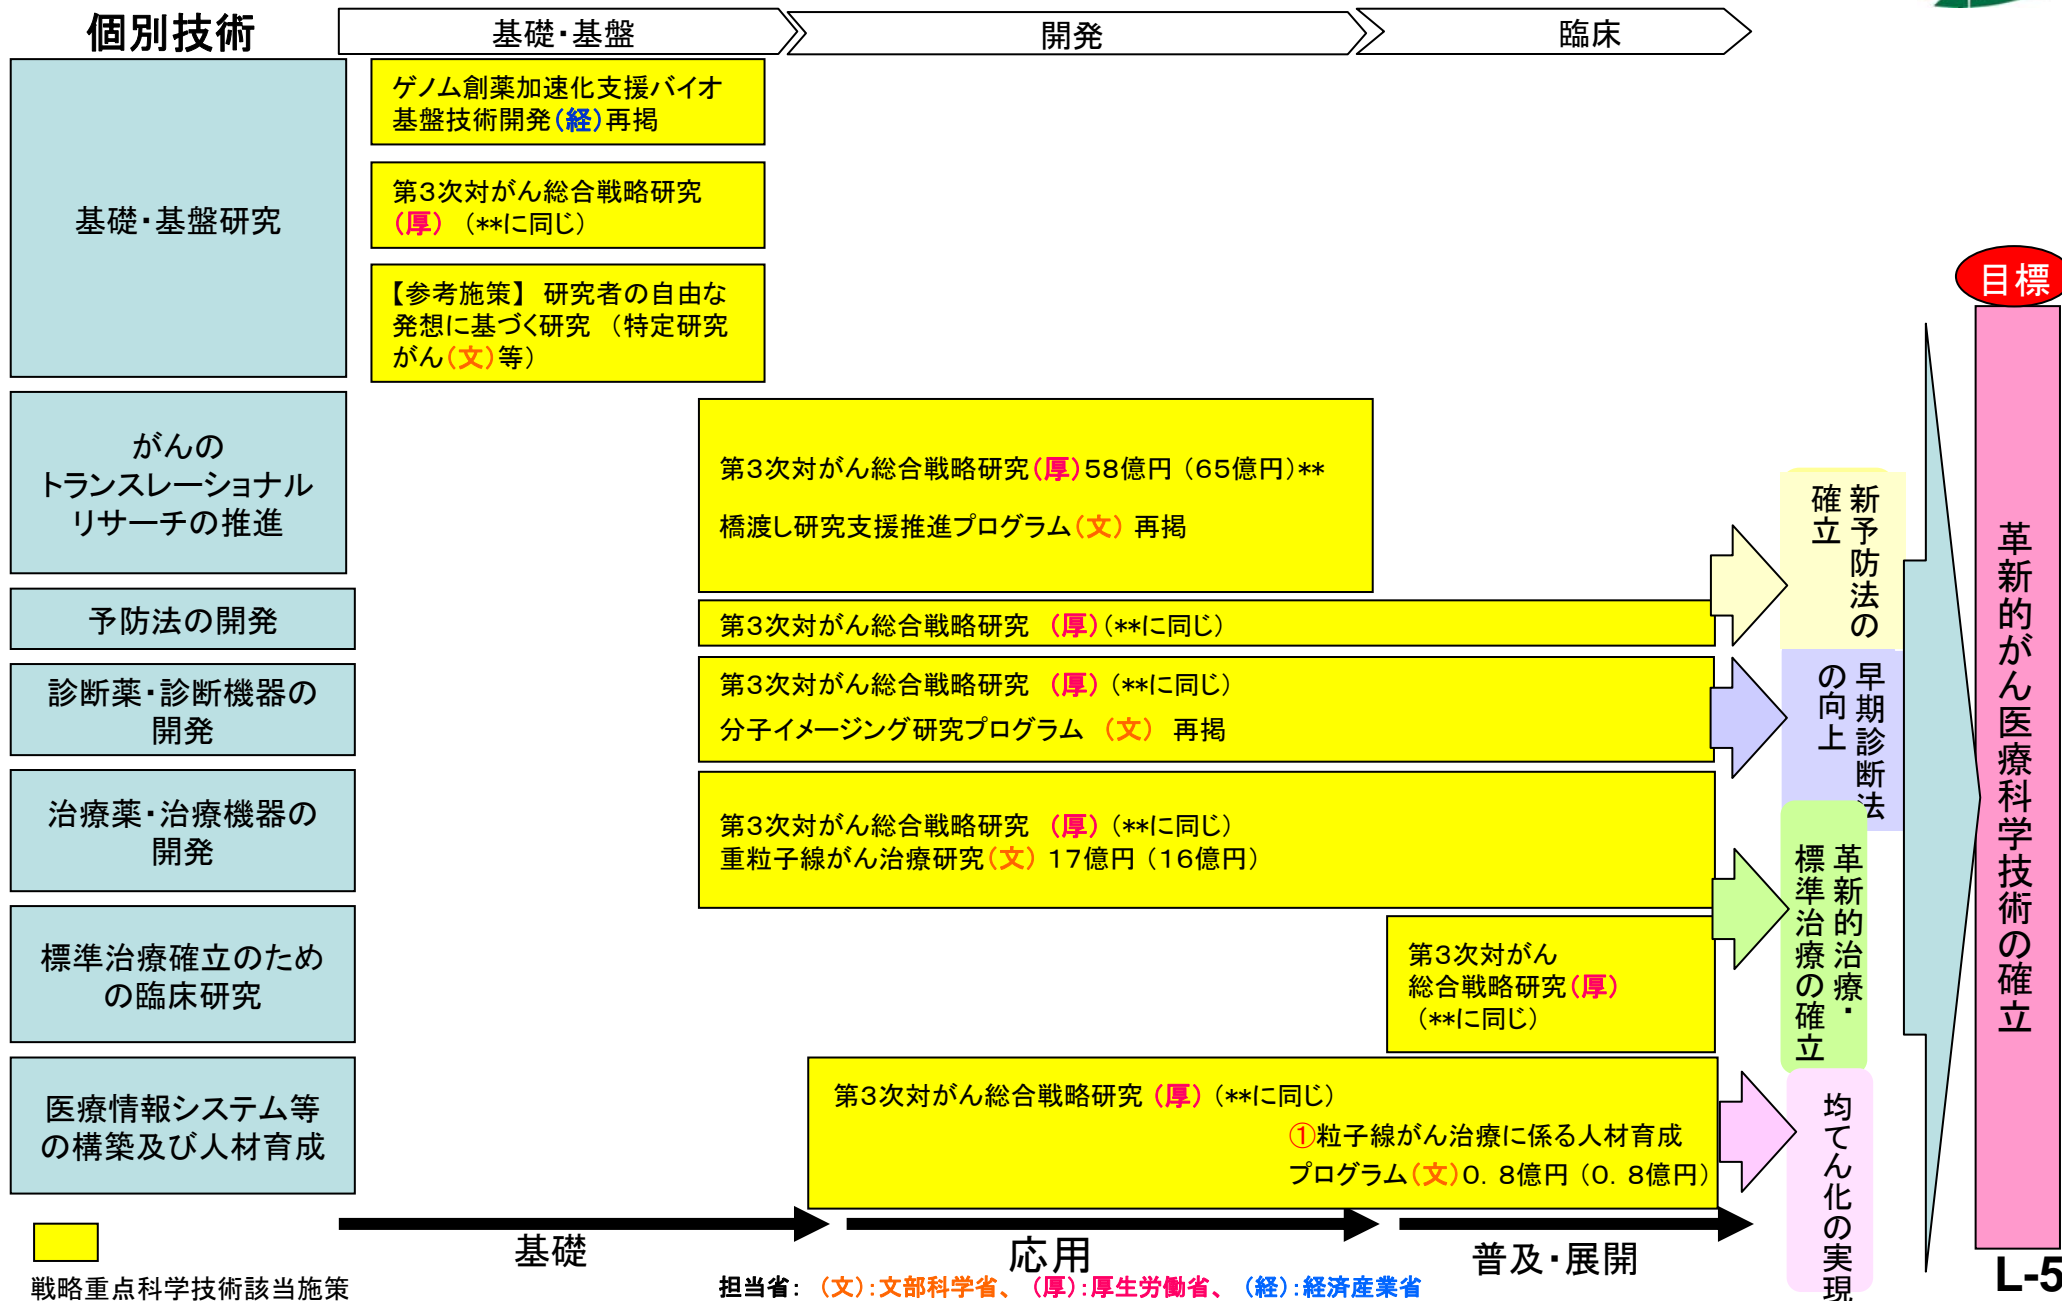 個別技術
基礎・基盤
開発
臨床
基礎・基盤研究
ゲノム創薬加速化支援バイオ
基盤技術開発(経)再掲
第3次対がん総合戦略研究
(厚) (**に同じ)
【参考施策】 研究者の自由な
発想に基づく研究 (特定研究
がん(文)等)
がんの
トランスレーショナル
リサーチの推進
第3次対がん総合戦略研究(厚)58億円 (65億円)**
橋渡し研究支援推進プログラム(文) 再掲
予防法の開発
第3次対がん総合戦略研究 (厚)(**に同じ)
診断薬・診断機器の
開発
第3次対がん総合戦略研究 (厚) (**に同じ)
分子イメージング研究プログラム (文) 再掲
治療薬・治療機器の
開発
第3次対がん総合戦略研究 (厚) (**に同じ)
重粒子線がん治療研究(文) 17億円 (16億円)
標準治療確立のため
の臨床研究
第3次対がん
総合戦略研究(厚)
(**に同じ)
医療情報システム等
の構築及び人材育成
第3次対がん総合戦略研究 (厚) (**に同じ)
①粒子線がん治療に係る人材育成
プログラム(文)0. 8億円 (0. 8億円)
新予防法の
確立
早期診断法
の向上
革新的治療・
標準治療の確立
均てん化の実現
目標
革新的がん医療科学技術の確立
基礎
応用
普及・展開
戦略重点科学技術該当施策
担当省: (文):文部科学省、 (厚):厚生労働省、 (経):経済産業省
L-5